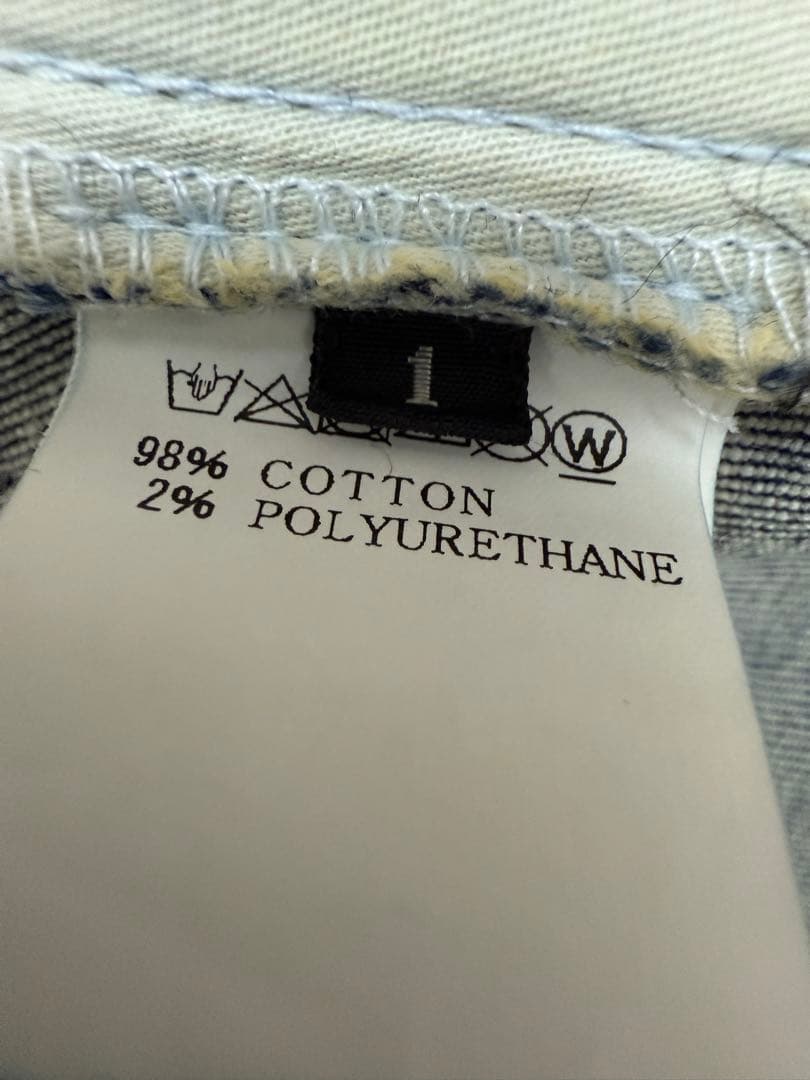 1
W
98% COTTON
2% POLYURETHANE